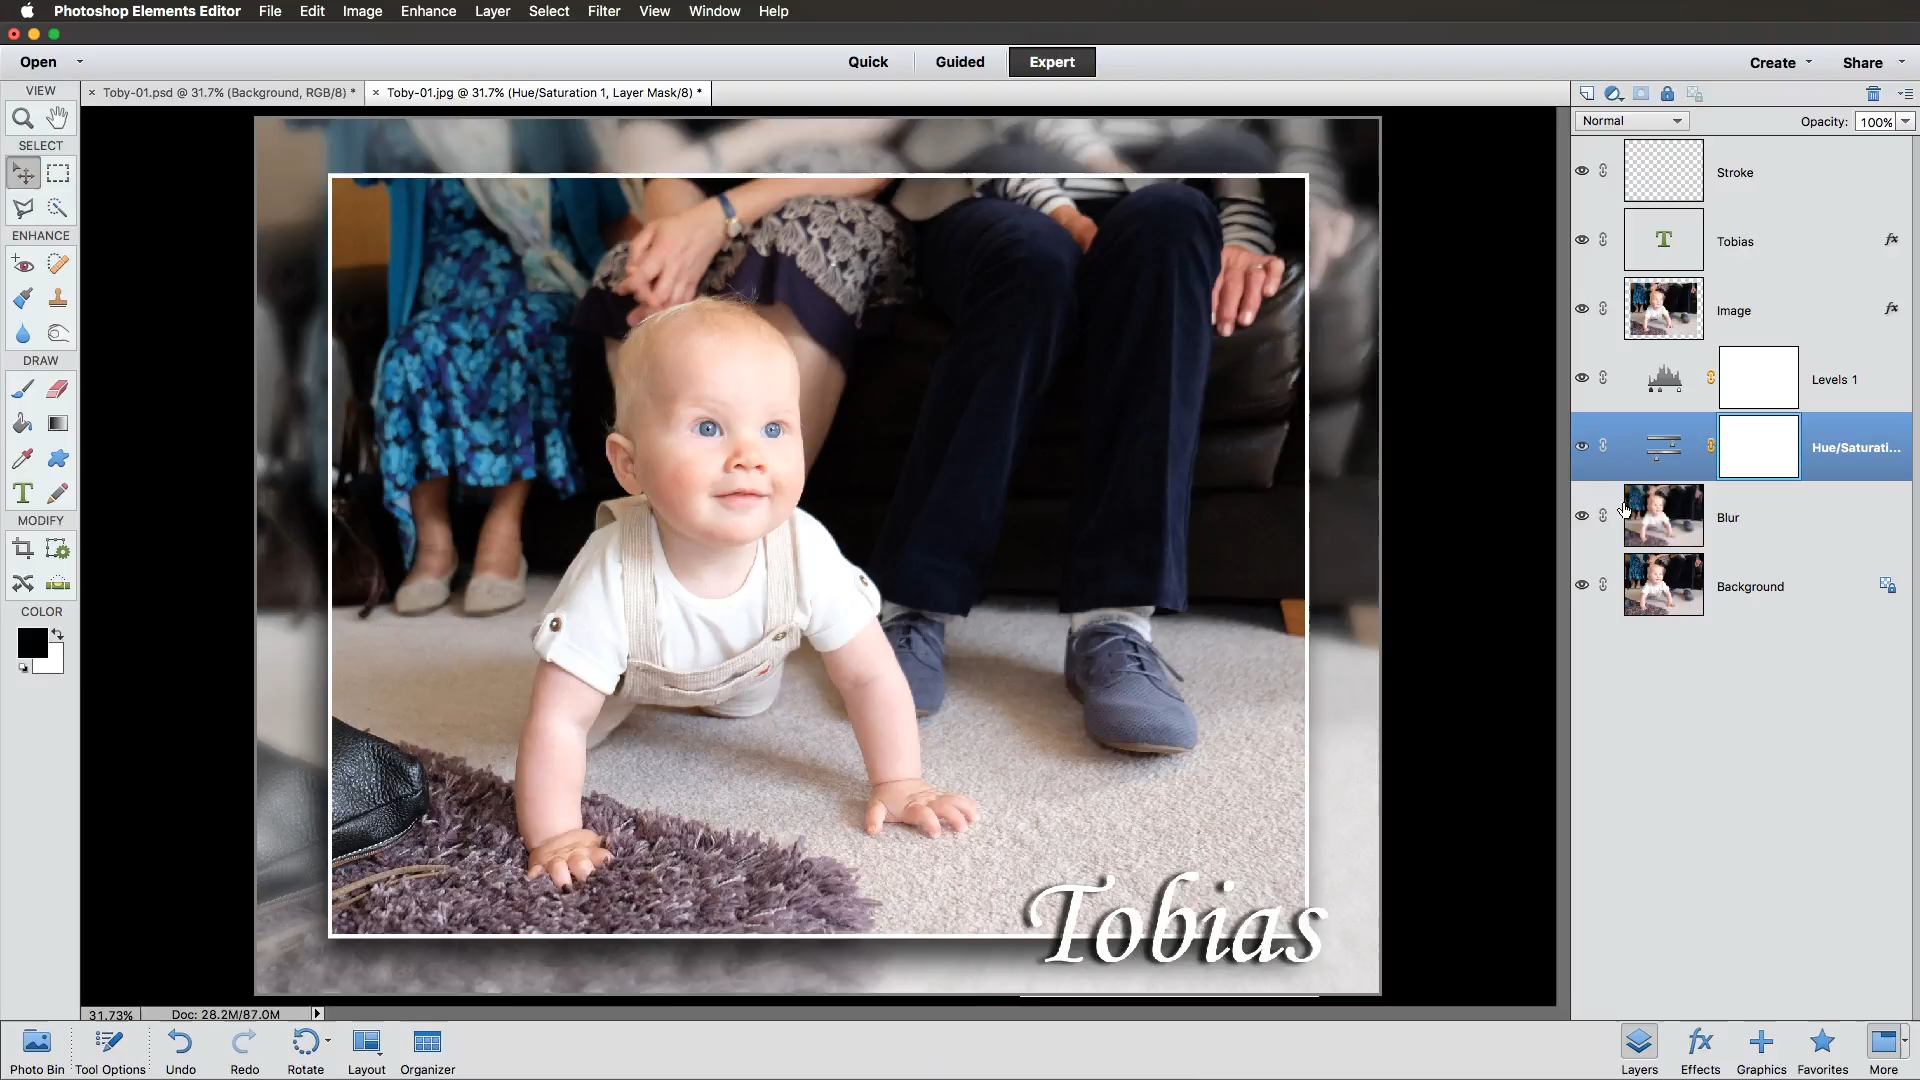 Photoshop Elements Editor File Edit Image Enhance Layer Select Filter View Window Help
Open Quick Guided Expert Create Share
VIEW × Toby-01.psd @ 31.7% (Background, RGB/8) * × Toby-01.jpg @ 31.7% (Hue/Saturation 1, Layer Mask/8) *
Normal Opacity: 100%
SELECT
Stroke
ENHANCE
Tobias fx
Image fx
DRAW
Levels 1
Hue/Saturati...
T
MODIFY
Blur
Background
COLOR
Tobias
31.73% Doc: 28.2M/87.0M
Photo Bin Tool Options Undo Redo Rotate Layout Organizer Layers Effects Graphics Favorites More